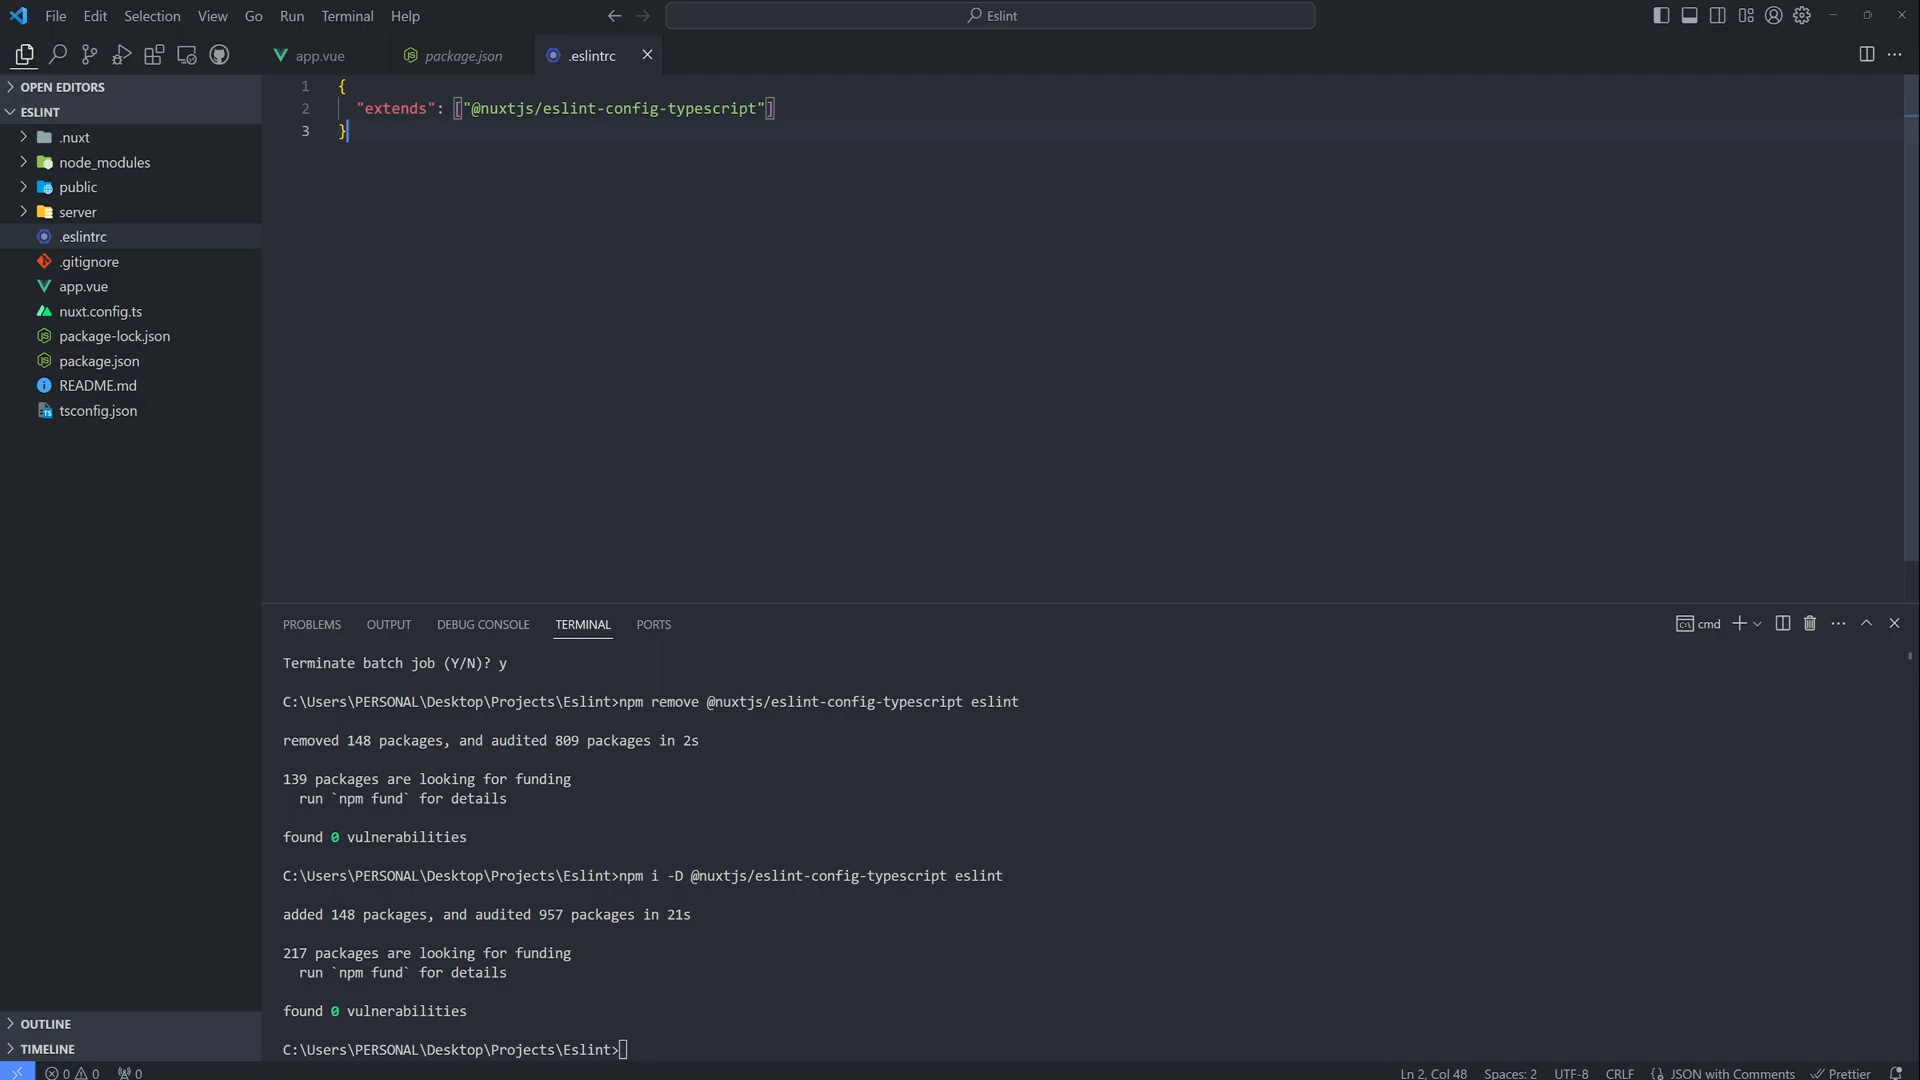 File Edit Selection View Go Run Terminal Help
Eslint
app.vue package.json .eslintrc
OPEN EDITORS
ESLINT
.nuxt
node_modules
public
server
.eslintrc
.gitignore
app.vue
nuxt.config.ts
package-lock.json
package.json
README.md
tsconfig.json
OUTLINE
TIMELINE
1 {
2 "extends": ["@nuxtjs/eslint-config-typescript"]
3 }
PROBLEMS OUTPUT DEBUG CONSOLE TERMINAL PORTS
cmd
Terminate batch job (Y/N)? y
C:\Users\PERSONAL\Desktop\Projects\Eslint>npm remove @nuxtjs/eslint-config-typescript eslint
removed 148 packages, and audited 809 packages in 2s
139 packages are looking for funding
run `npm fund` for details
found 0 vulnerabilities
C:\Users\PERSONAL\Desktop\Projects\Eslint>npm i -D @nuxtjs/eslint-config-typescript eslint
added 148 packages, and audited 957 packages in 21s
217 packages are looking for funding
run `npm fund` for details
found 0 vulnerabilities
C:\Users\PERSONAL\Desktop\Projects\Eslint>
0 0 0 Ln 2, Col 48 Spaces: 2 UTF-8 CRLF JSON with Comments Prettier